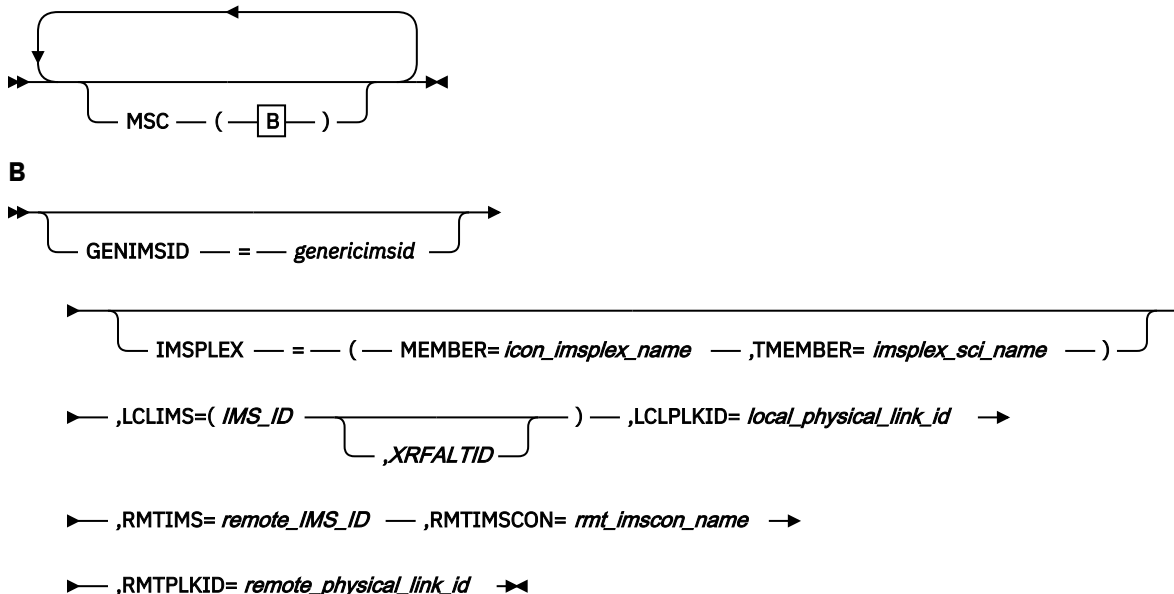 MSC ( B )
B
GENIMSID = genericimsid
IMSPLEX = ( MEMBER= icon_imsplex_name ,TMEMBER= imsplex_sci_name )
,LCLIMS=( IMS_ID ) ,LCLPLKID= local_physical_link_id
,XRFALTID
,RMTIMS= remote_IMS_ID ,RMTIMSCON= rmt_imscon_name
,RMTPLKID= remote_physical_link_id